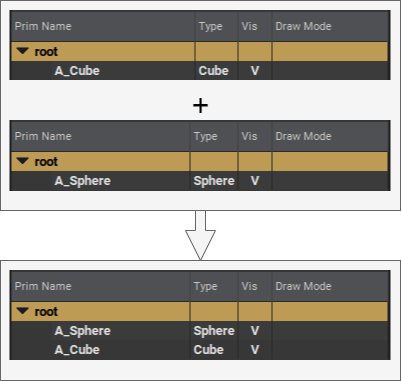 Prim Name Type Vis Draw Mode
root
A_Cube Cube V
+
Prim Name Type Vis Draw Mode
root
A_Sphere Sphere V
Prim Name Type Vis Draw Mode
root
A_Sphere Sphere V
A_Cube Cube V